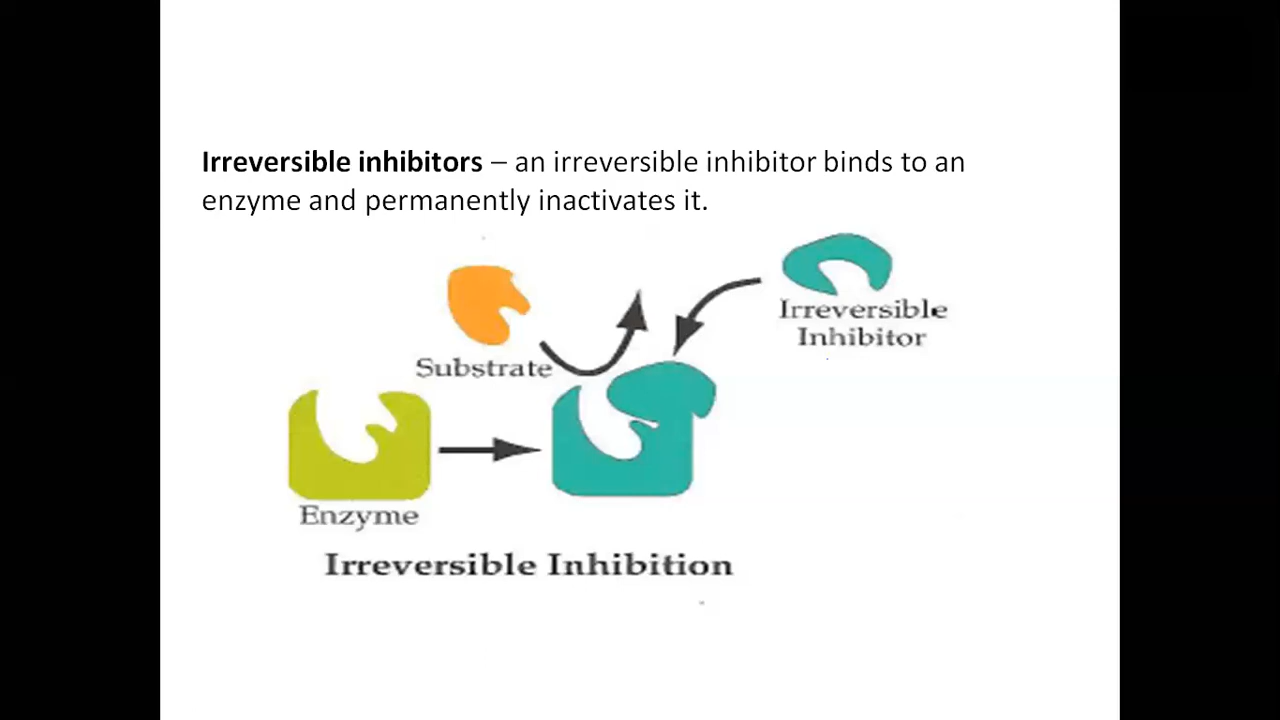 Irreversible inhibitors – an irreversible inhibitor binds to an
enzyme and permanently inactivates it.
Irreversible
Inhibitor
Substrate
Enzyme
Irreversible Inhibition